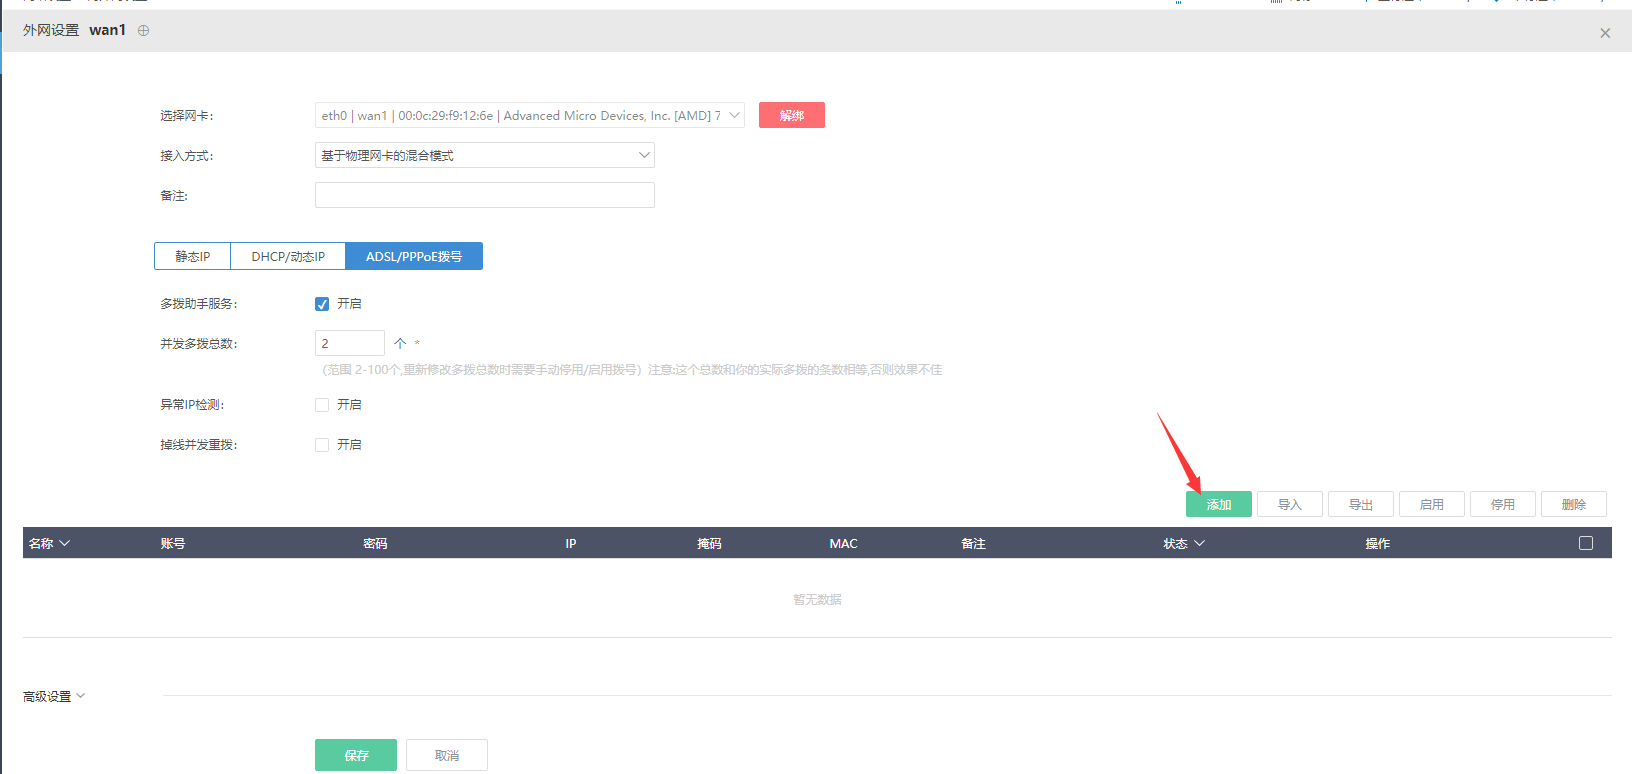 外网设置 wan1
选择网卡: eth0 | wan1 | 00:0c:29:f9:12:6e | Advanced Micro Devices, Inc. [AMD] 7 解绑
接入方式: 基于物理网卡的混合模式
备注:
静态IP DHCP/动态IP ADSL/PPPoE拨号
多拨助手服务: 开启
并发多拨总数: 2 个 *
(范围 2-100个,重新修改多拨总数时需要手动停用/启用拨号) 注意:这个总数和你的实际多拨的条数相等,否则效果不佳
异常IP检测: 开启
掉线并发重拨: 开启
添加 导入 导出 启用 停用 删除
名称 账号 密码 IP 掩码 MAC 备注 状态 操作
暂无数据
高级设置
保存 取消